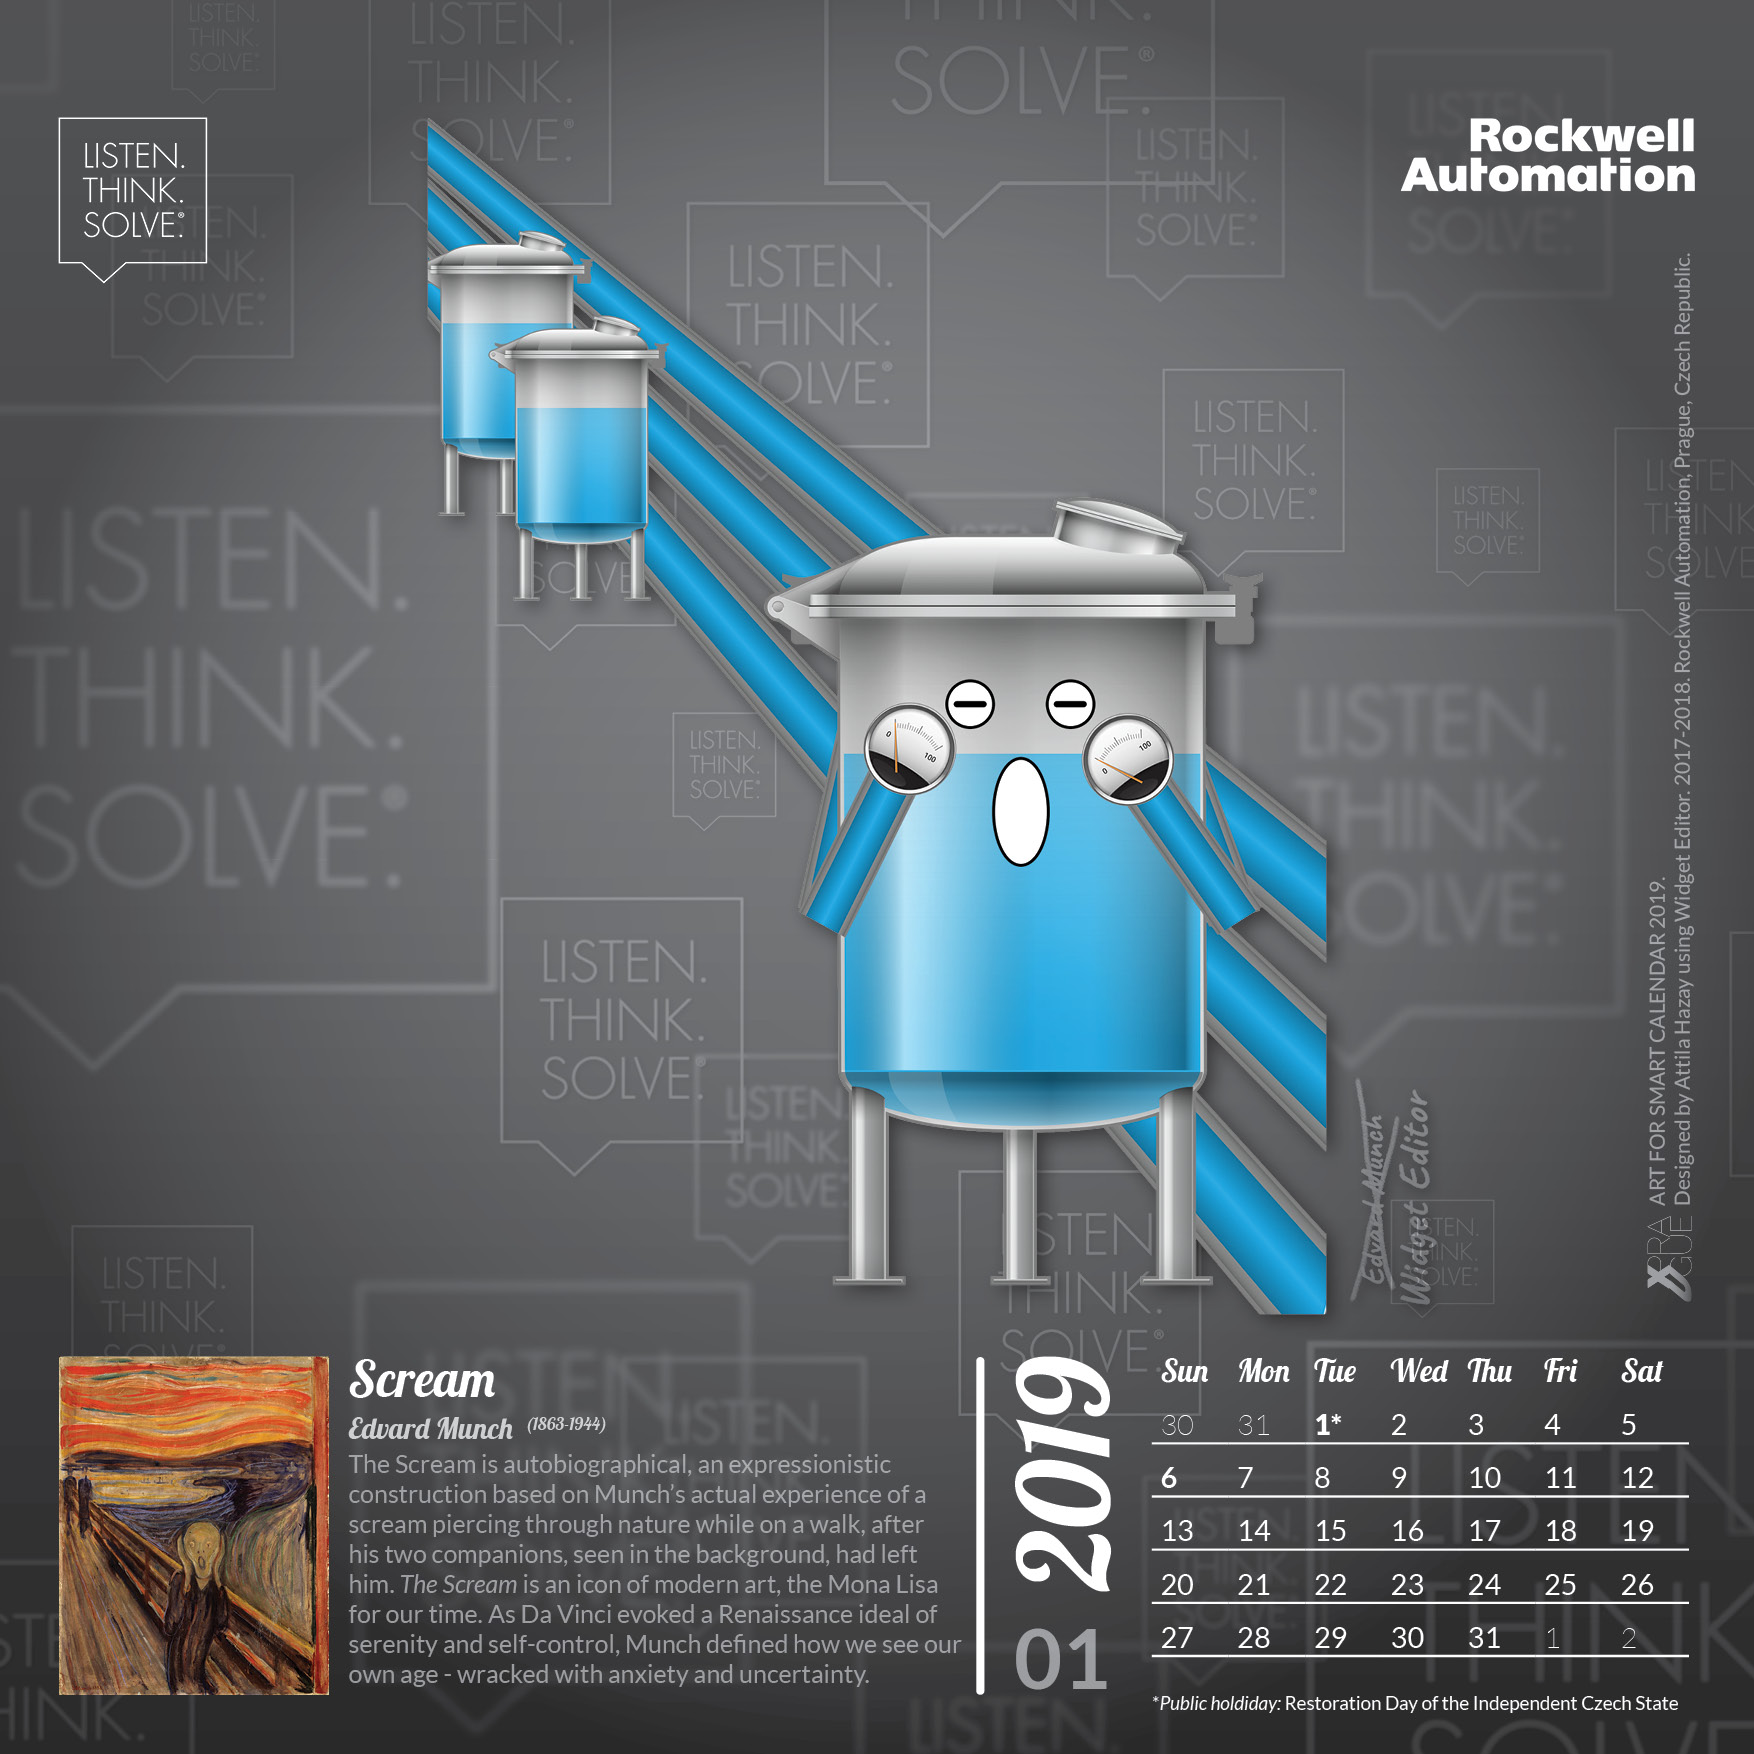 LISTEN.
THINK.
SOLVE.®
Rockwell
Automation
ART FOR SMART CALENDAR 2019.
Designed by Attila Hazay using Widget Editor. 2017-2018. Rockwell Automation, Prague, Czech Republic.
XPRA
GUE
0
100
0
100
Edvard Munch
Widget Editor
Scream
Edvard Munch (1863-1944)
The Scream is autobiographical, an expressionistic
construction based on Munch's actual experience of a
scream piercing through nature while on a walk, after
his two companions, seen in the background, had left
him. The Scream is an icon of modern art, the Mona Lisa
for our time. As Da Vinci evoked a Renaissance ideal of
serenity and self-control, Munch defined how we see our
own age - wracked with anxiety and uncertainty.
2019
01
Sun Mon Tue Wed Thu Fri Sat
30 31 1* 2 3 4 5
6 7 8 9 10 11 12
13 14 15 16 17 18 19
20 21 22 23 24 25 26
27 28 29 30 31 1 2
*Public holdiday: Restoration Day of the Independent Czech State